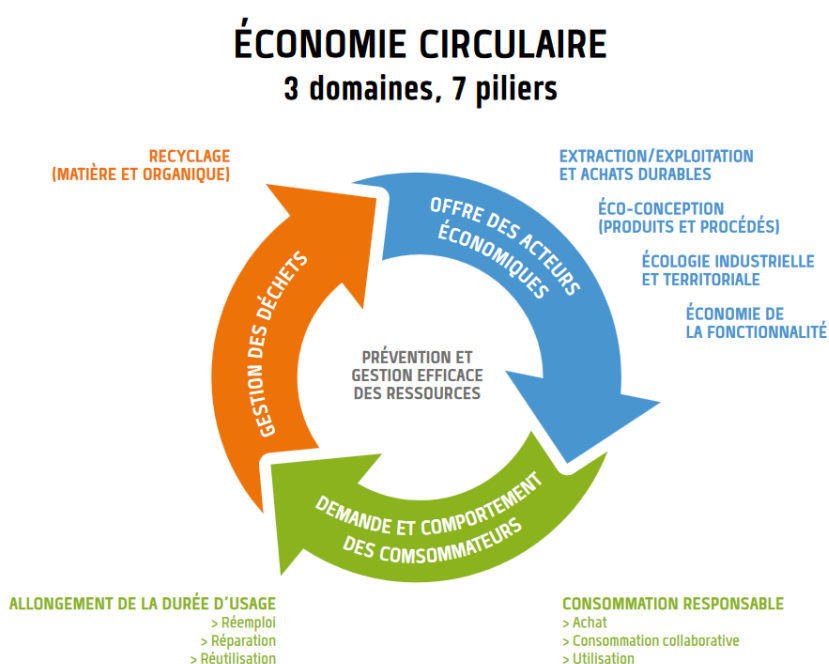 ÉCONOMIE CIRCULAIRE
3 domaines, 7 piliers
RECYCLAGE
(MATIÈRE ET ORGANIQUE)
EXTRACTION/EXPLOITATION
ET ACHATS DURABLES
ÉCO-CONCEPTION
(PRODUITS ET PROCÉDÉS)
ÉCOLOGIE INDUSTRIELLE
ET TERRITORIALE
ÉCONOMIE DE
LA FONCTIONNALITÉ
OFFRE DES ACTEURS
ÉCONOMIQUES
GESTION DES DÉCHETS
PRÉVENTION ET
GESTION EFFICACE
DES RESSOURCES
DEMANDE ET COMPORTEMENT
DES COMSOMMATEURS
ALLONGEMENT DE LA DURÉE D'USAGE
> Réemploi
> Réparation
> Réutilisation
CONSOMMATION RESPONSABLE
> Achat
> Consommation collaborative
> Utilisation